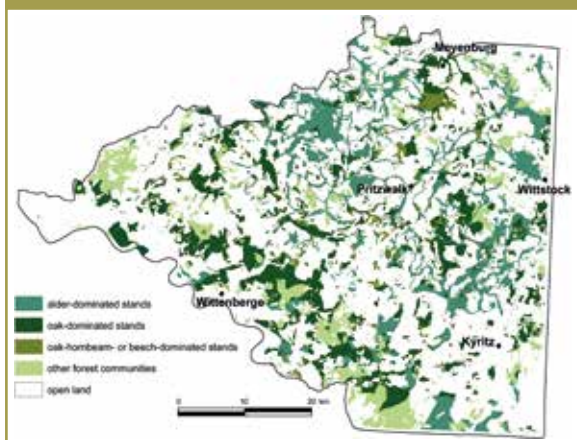 Meyenburg
Pritzwalk
Wittstock
Wittenberge
Kyritz
alder-dominated stands
oak-dominated stands
oak-hornbeam- or beech-dominated stands
other forest communities
open land
0 10 20 km